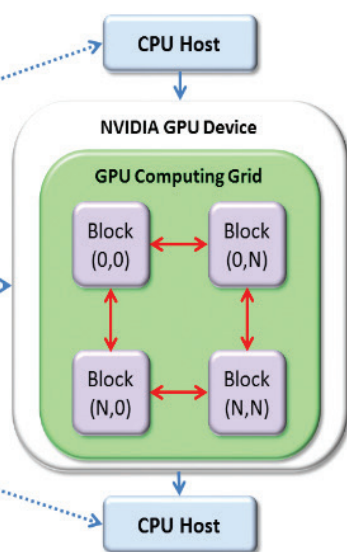 CPU Host
NVIDIA GPU Device
GPU Computing Grid
Block
(0,0)
Block
(0,N)
Block
(N,0)
Block
(N,N)
CPU Host